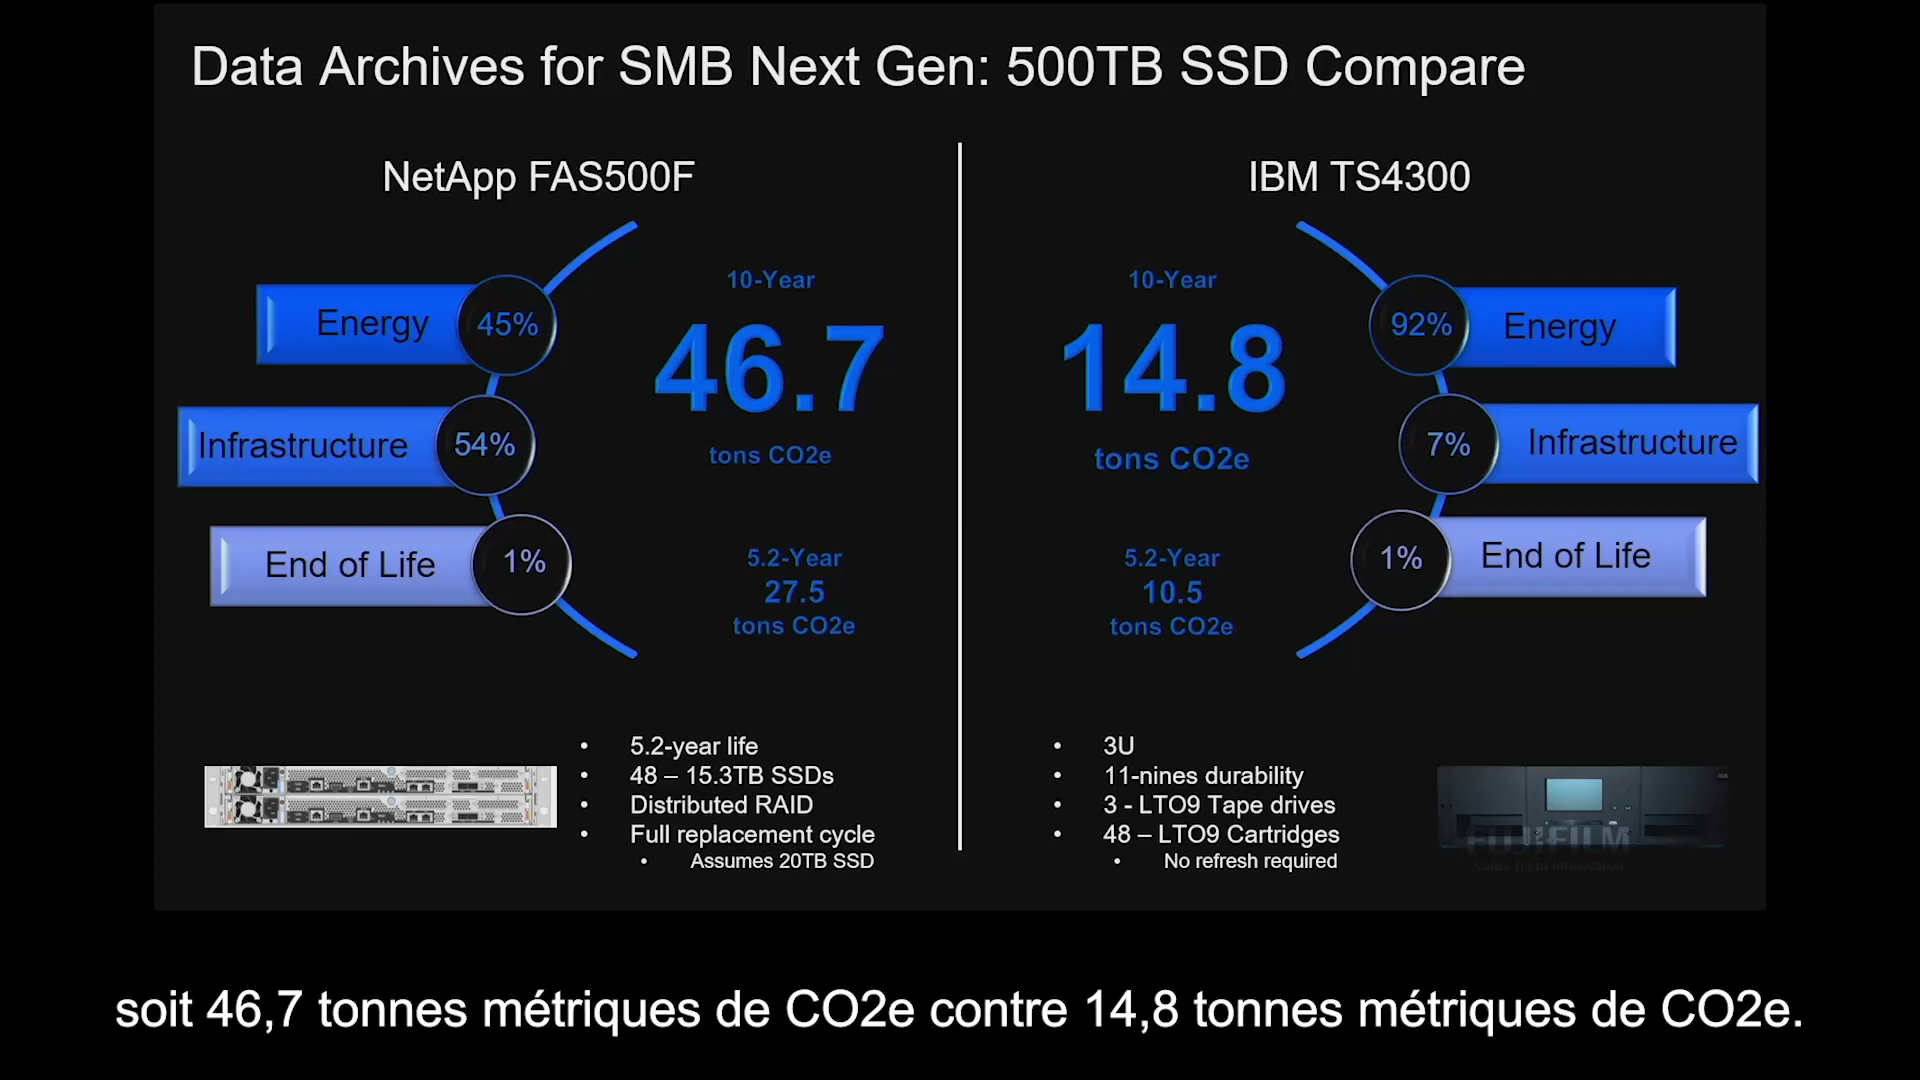 Data Archives for SMB Next Gen: 500TB SSD Compare
NetApp FAS500F
Energy
45%
Infrastructure
54%
End of Life
1%
10-Year
46.7
tons CO2e
5.2-Year
27.5
tons CO2e
• 5.2-year life
• 48 – 15.3TB SSDs
• Distributed RAID
• Full replacement cycle
• Assumes 20TB SSD
IBM TS4300
10-Year
14.8
tons CO2e
5.2-Year
10.5
tons CO2e
92%
Energy
7%
Infrastructure
1%
End of Life
• 3U
• 11-nines durability
• 3 - LTO9 Tape drives
• 48 – LTO9 Cartridges
• No refresh required
FUJIFILM
Value from Innovation
soit 46,7 tonnes métriques de CO2e contre 14,8 tonnes métriques de CO2e.